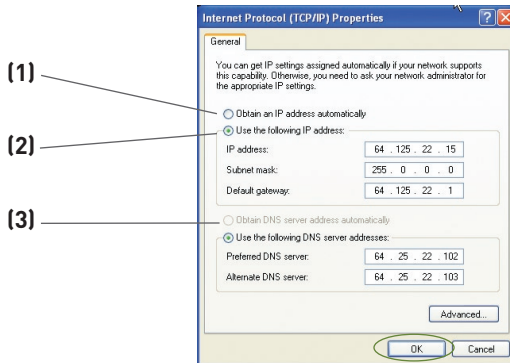 Internet Protocol (TCP/IP) Properties
General
You can get IP settings assigned automatically if your network supports
this capability. Otherwise, you need to ask your network administrator for
the appropriate IP settings.
(1)
Obtain an IP address automatically
(2)
Use the following IP address:
IP address: 64 . 125 . 22 . 15
Subnet mask: 255 . 0 . 0 . 0
Default gateway: 64 . 125 . 22 . 1
(3)
Obtain DNS server address automatically
Use the following DNS server addresses:
Preferred DNS server: 64 . 25 . 22 . 102
Alternate DNS server: 64 . 25 . 22 . 103
Advanced...
OK Cancel